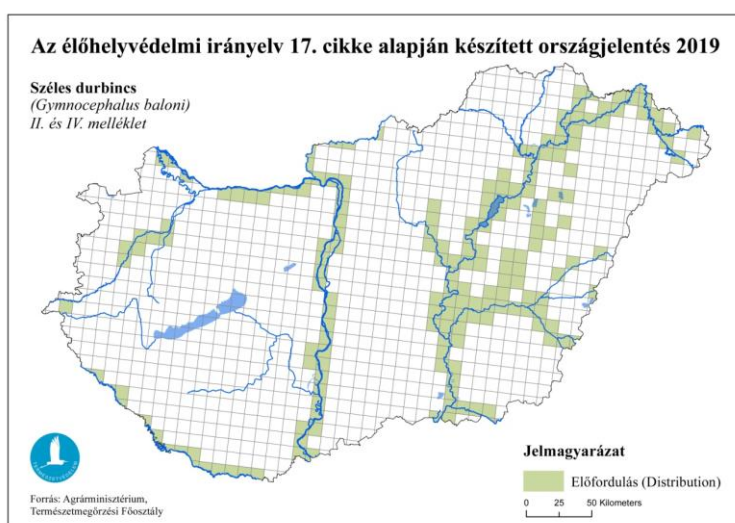 Az élőhelyvédelmi irányelv 17. cikke alapján készített országjelentés 2019
Széles durbincs
(Gymnocephalus baloni)
II. és IV. melléklet
Jelmagyarázat
Előfordulás (Distribution)
0 25 50 Kilometers
TERMÉSZETVÉDELEM
Forrás: Agrárminisztérium,
Természetmegőrzési Főosztály